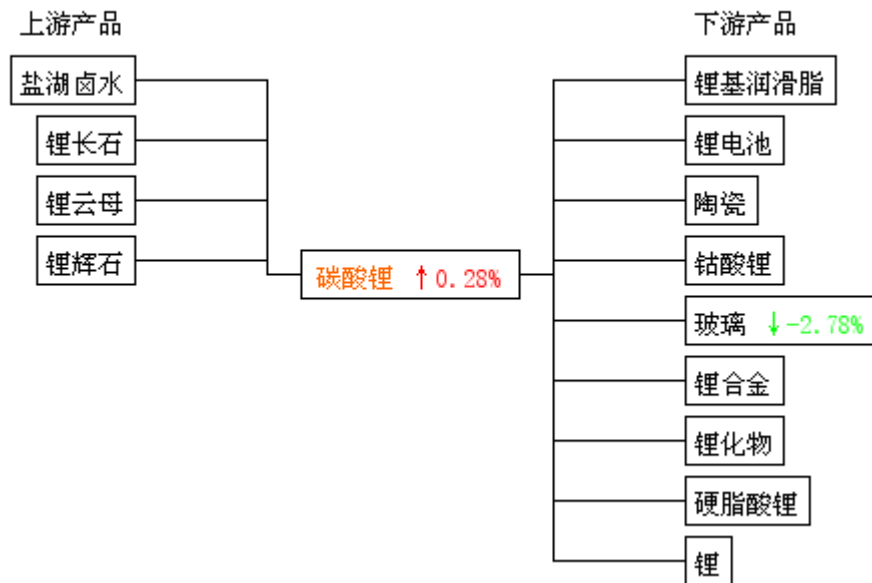 上游产品
盐湖卤水
锂长石
锂云母
锂辉石
碳酸锂 ↑0.28%
下游产品
锂基润滑脂
锂电池
陶瓷
钴酸锂
玻璃 ↓-2.78%
锂合金
锂化物
硬脂酸锂
锂